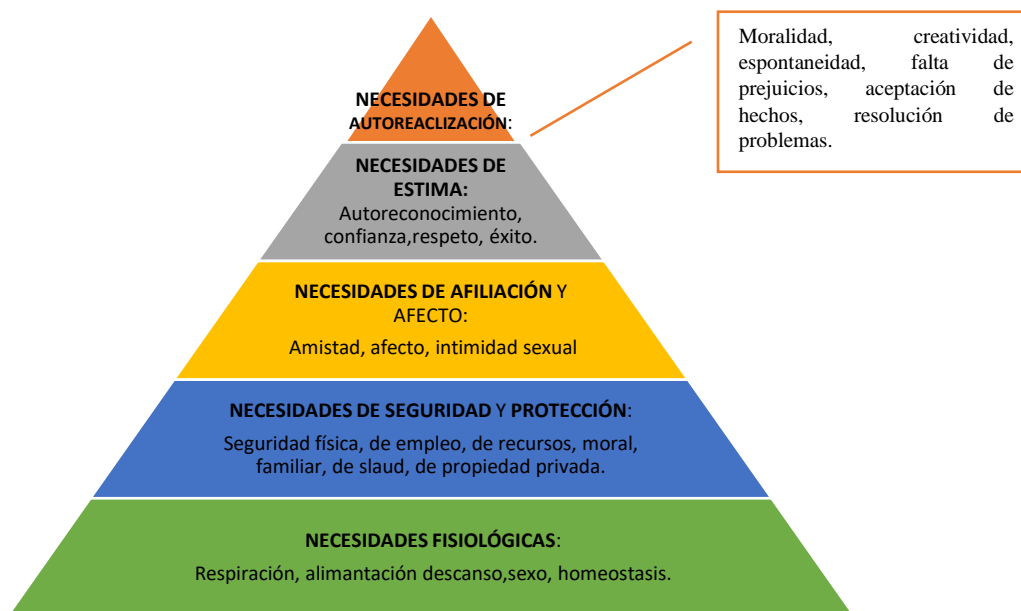 NECESIDADES DE
AUTOREACLIZACIÓN:
Moralidad, creatividad,
espontaneidad, falta de
prejuicios, aceptación de
hechos, resolución de
problemas.
NECESIDADES DE
ESTIMA:
Autoreconocimiento,
confianza,respeto, éxito.
NECESIDADES DE AFILIACIÓN Y
AFECTO:
Amistad, afecto, intimidad sexual
NECESIDADES DE SEGURIDAD Y PROTECCIÓN:
Seguridad física, de empleo, de recursos, moral,
familiar, de slaud, de propiedad privada.
NECESIDADES FISIOLÓGICAS:
Respiración, alimantación descanso,sexo, homeostasis.